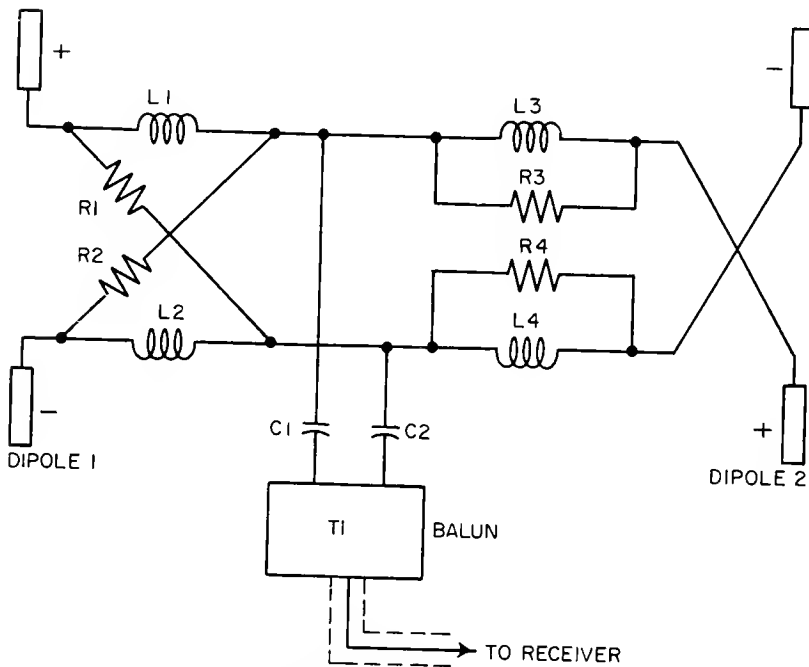 +
-
L1
L3
R1
R3
R2
R4
L2
L4
-
+
C1
C2
DIPOLE 1
DIPOLE 2
T1
BALUN
TO RECEIVER